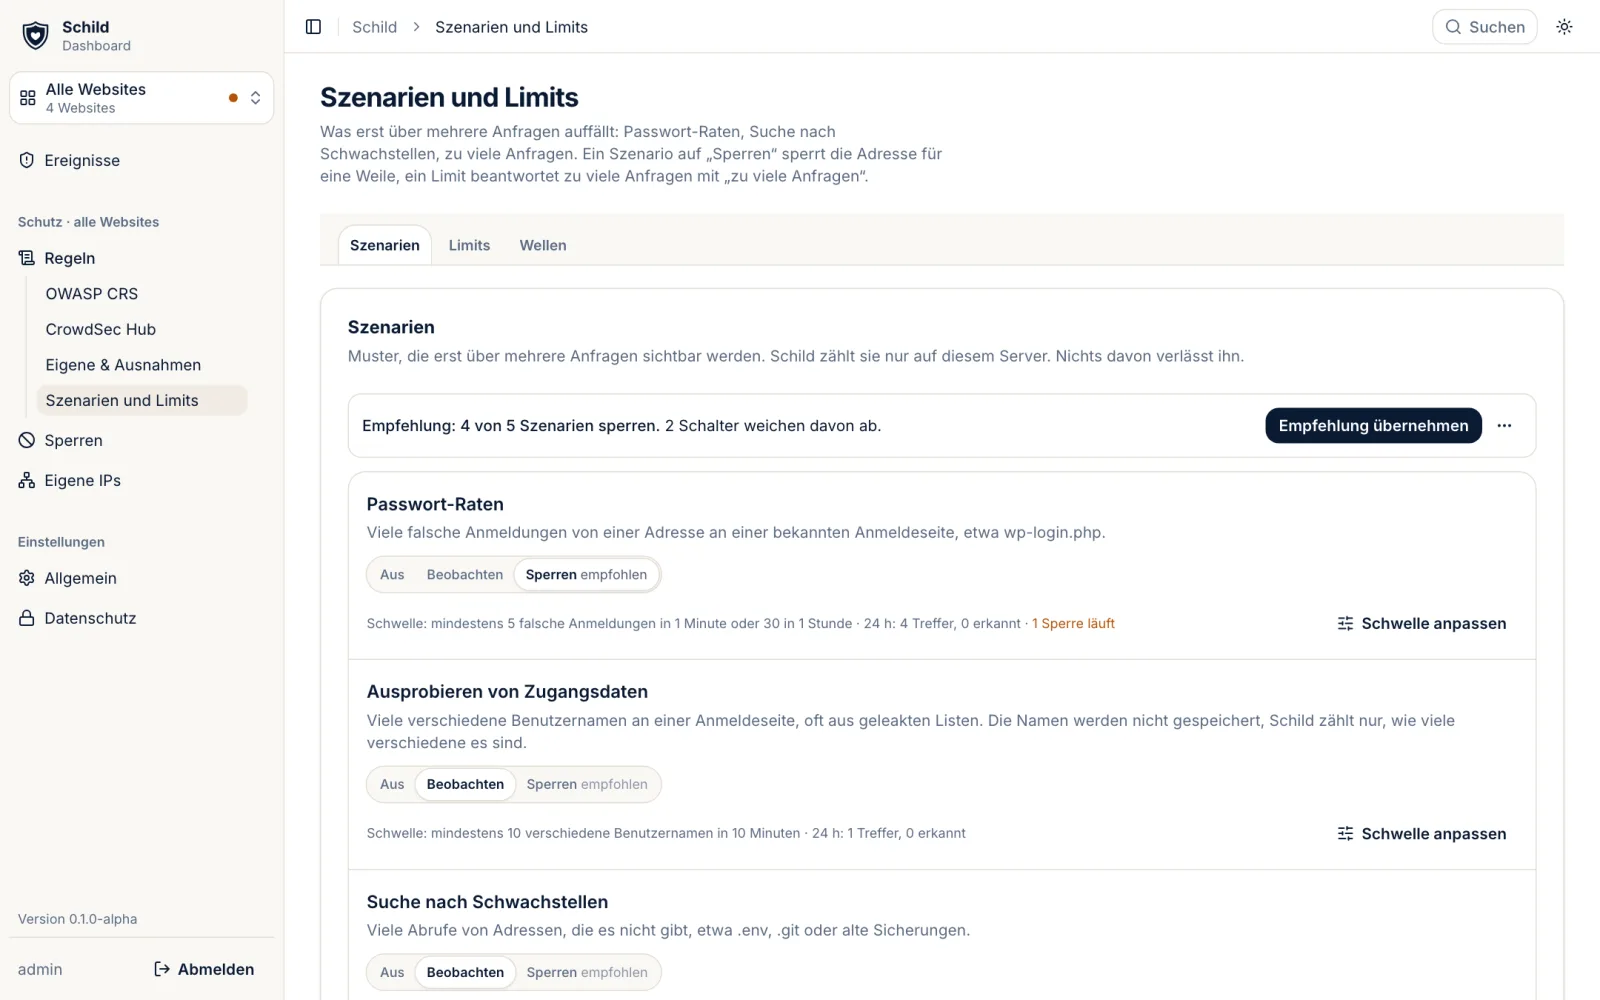 Schild
Dashboard
Alle Websites
4 Websites
Ereignisse
Schutz · alle Websites
Regeln
OWASP CRS
CrowdSec Hub
Eigene & Ausnahmen
Szenarien und Limits
Sperren
Eigene IPs
Einstellungen
Allgemein
Datenschutz
Version 0.1.0-alpha
admin
Abmelden
Schild > Szenarien und Limits
Suchen
Szenarien und Limits
Was erst über mehrere Anfragen auffällt: Passwort-Raten, Suche nach
Schwachstellen, zu viele Anfragen. Ein Szenario auf „Sperren“ sperrt die Adresse für
eine Weile, ein Limit beantwortet zu viele Anfragen mit „zu viele Anfragen“.
Szenarien Limits Wellen
Szenarien
Muster, die erst über mehrere Anfragen sichtbar werden. Schild zählt sie nur auf diesem Server. Nichts davon verlässt ihn.
Empfehlung: 4 von 5 Szenarien sperren. 2 Schalter weichen davon ab.
Empfehlung übernehmen
Passwort-Raten
Viele falsche Anmeldungen von einer Adresse an einer bekannten Anmeldeseite, etwa wp-login.php.
Aus Beobachten Sperren empfohlen
Schwelle: mindestens 5 falsche Anmeldungen in 1 Minute oder 30 in 1 Stunde · 24 h: 4 Treffer, 0 erkannt · 1 Sperre läuft
Schwelle anpassen
Ausprobieren von Zugangsdaten
Viele verschiedene Benutzernamen an einer Anmeldeseite, oft aus geleakten Listen. Die Namen werden nicht gespeichert, Schild zählt nur, wie viele
verschiedene es sind.
Aus Beobachten Sperren empfohlen
Schwelle: mindestens 10 verschiedene Benutzernamen in 10 Minuten · 24 h: 1 Treffer, 0 erkannt
Schwelle anpassen
Suche nach Schwachstellen
Viele Abrufe von Adressen, die es nicht gibt, etwa .env, .git oder alte Sicherungen.
Aus Beobachten Sperren empfohlen